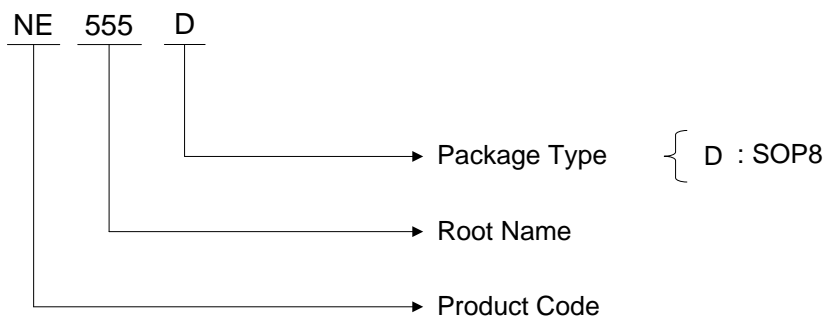 NE 555 D
Package Type { D : SOP8
Root Name
Product Code